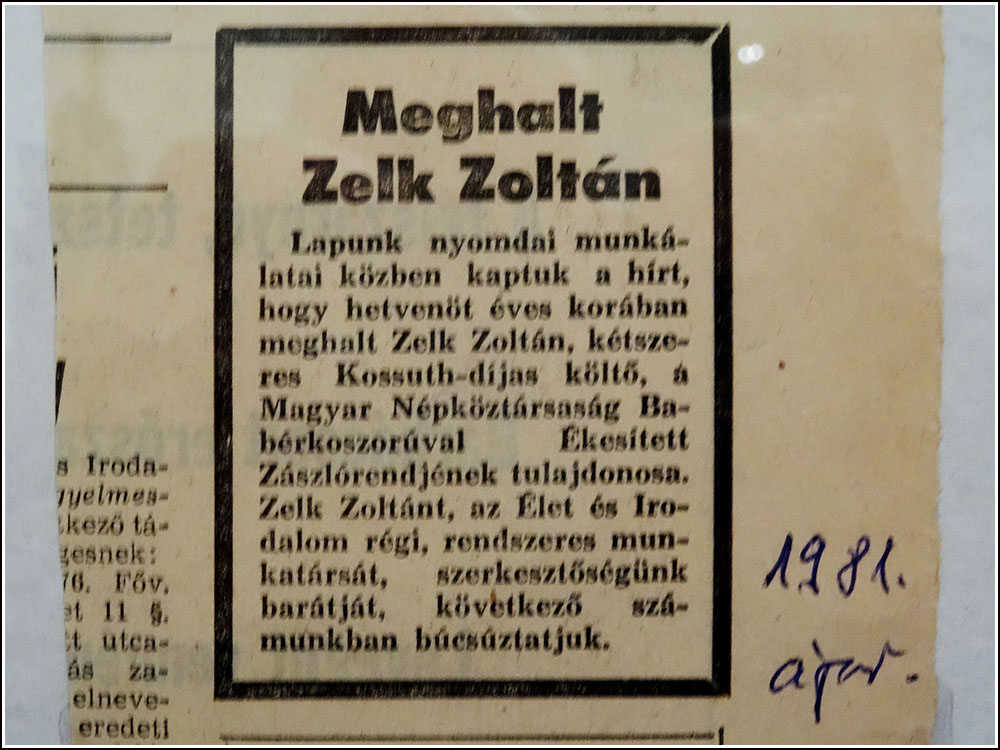 Meghalt
Zelk Zoltán
Lapunk nyomdai munká-
latai közben kaptuk a hírt,
hogy hetvenöt éves korában
meghalt Zelk Zoltán, kétsze-
res Kossuth-díjas költő, a
Magyar Népköztársaság Ba-
bérkoszorúval Ékesített
Zászlórendjének tulajdonosa.
Zelk Zoltánt, az Élet és Iro-
dalom régi, rendszeres mun-
katársát, szerkesztőségünk
barátját, következő szá-
munkban búcsúztatjuk.
s Iroda-
gyelmes-
tkező tá-
gesnek:
76. Főv.
et 11 §.
tt utca-
ás za-
elneve-
eredeti
1981.